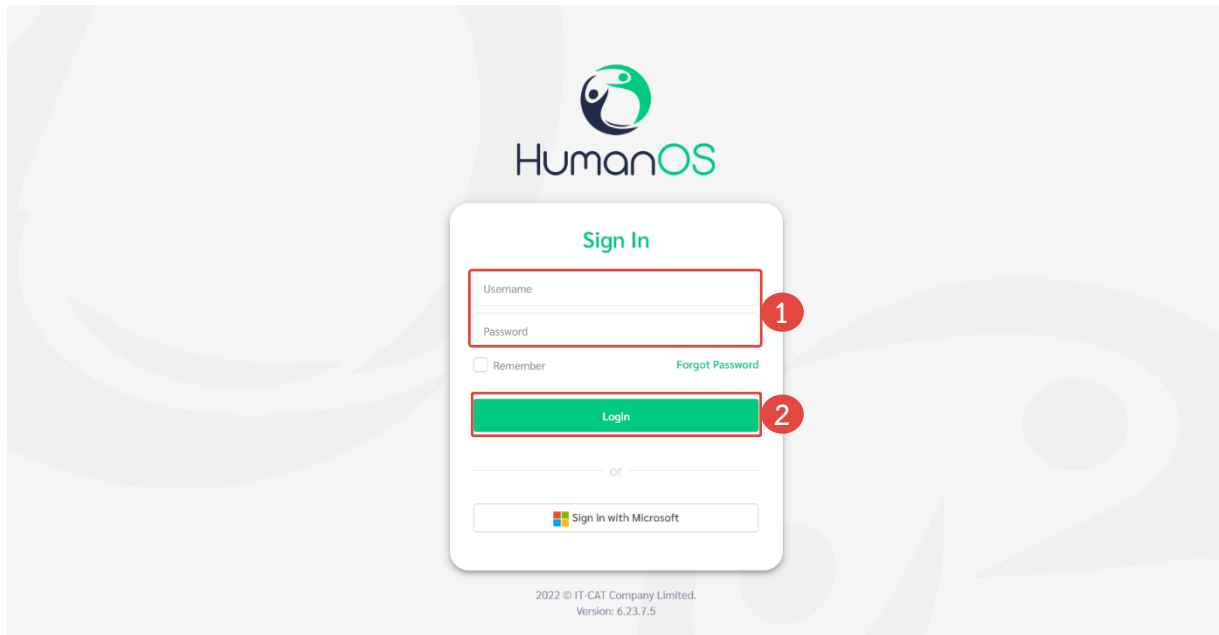 HumanOS
Sign In
Username
Password
1
Remember
Forgot Password
Login
2
or
Sign in with Microsoft
2022 © IT-CAT Company Limited.
Version: 6.23.7.5